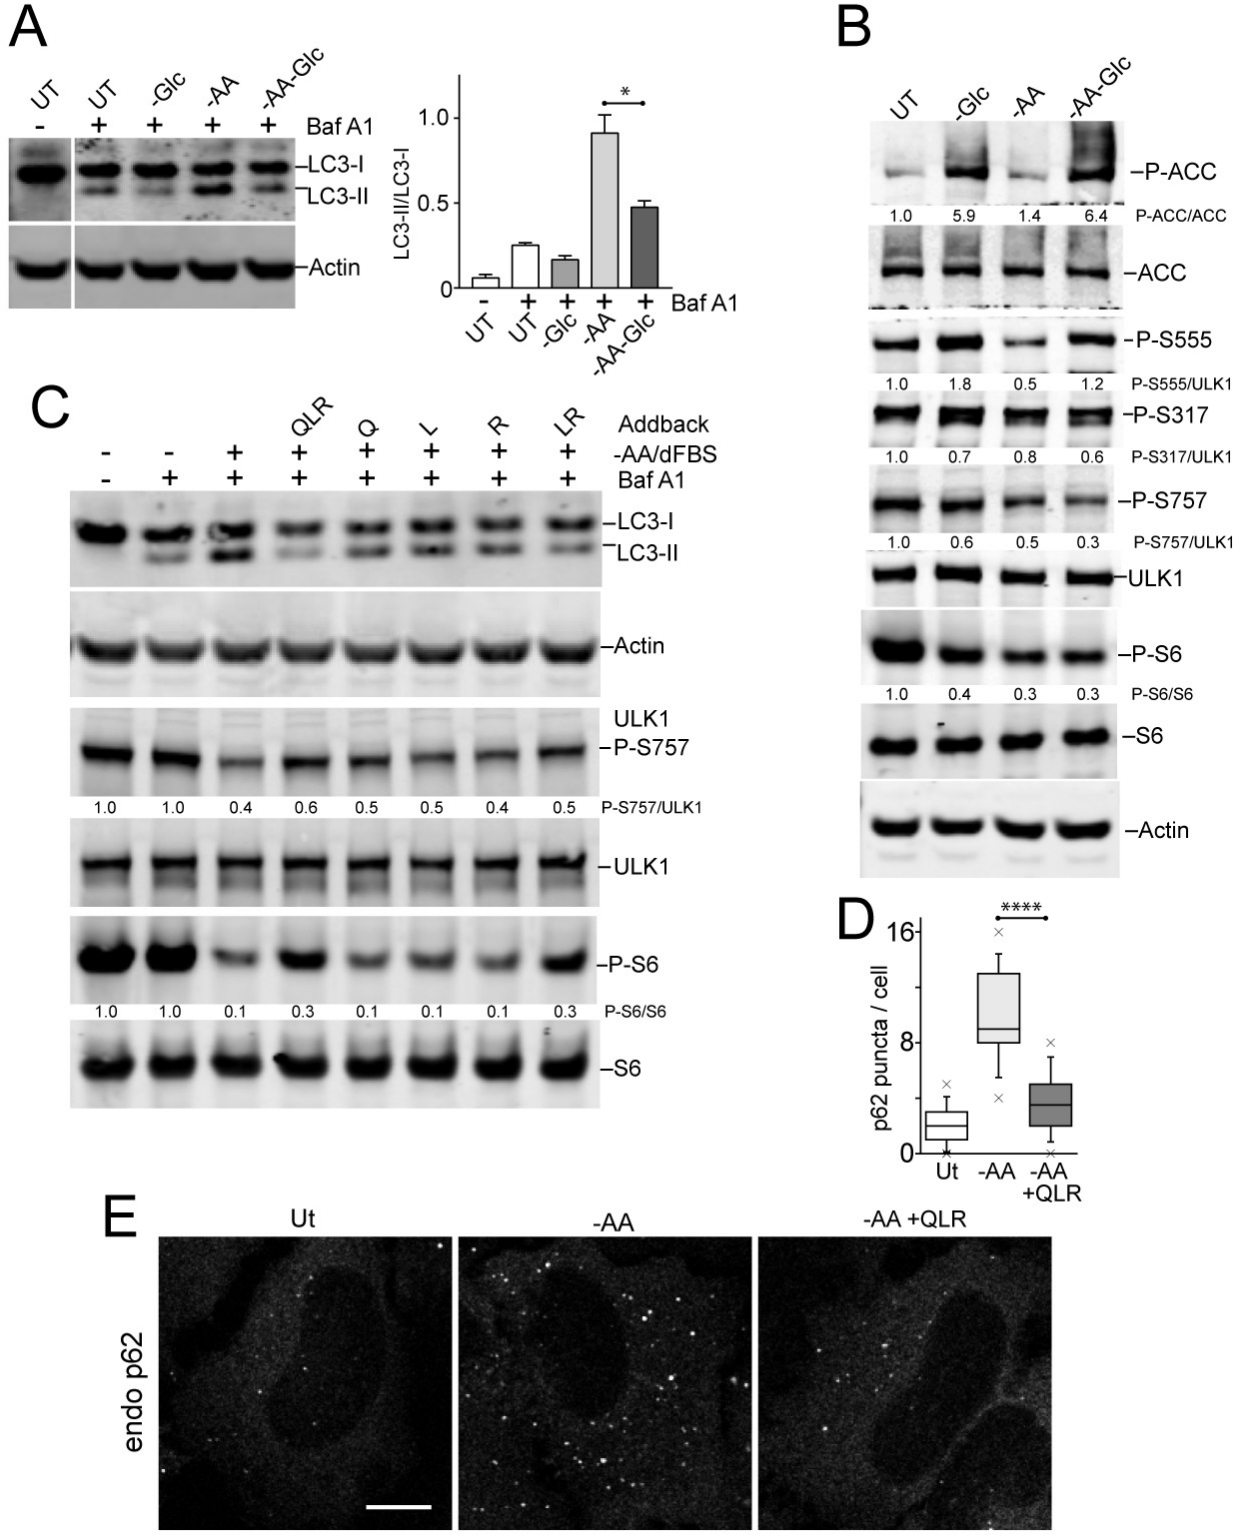 A
UT UT -Glc -AA -AA-Glc
- + + + + Baf A1
LC3-I
LC3-II
Actin
LC3-II/LC3-I
1.0
0.5
0
*
- + + + + Baf A1
UT UT -Glc -AA -AA-Glc
B
UT -Glc -AA -AA-Glc
P-ACC
1.0 5.9 1.4 6.4 P-ACC/ACC
ACC
P-S555
1.0 1.8 0.5 1.2 P-S555/ULK1
P-S317
1.0 0.7 0.8 0.6 P-S317/ULK1
P-S757
1.0 0.6 0.5 0.3 P-S757/ULK1
ULK1
P-S6
1.0 0.4 0.3 0.3 P-S6/S6
S6
Actin
C
QLR Q L R LR Addback
- - + + + + + + -AA/dFBS
- + + + + + + + Baf A1
LC3-I
LC3-II
Actin
ULK1
P-S757
1.0 1.0 0.4 0.6 0.5 0.5 0.4 0.5 P-S757/ULK1
ULK1
P-S6
1.0 1.0 0.1 0.3 0.1 0.1 0.1 0.3 P-S6/S6
S6
D
p62 puncta / cell
16
8
0
****
Ut -AA -AA
+QLR
E
Ut -AA -AA +QLR
endo p62